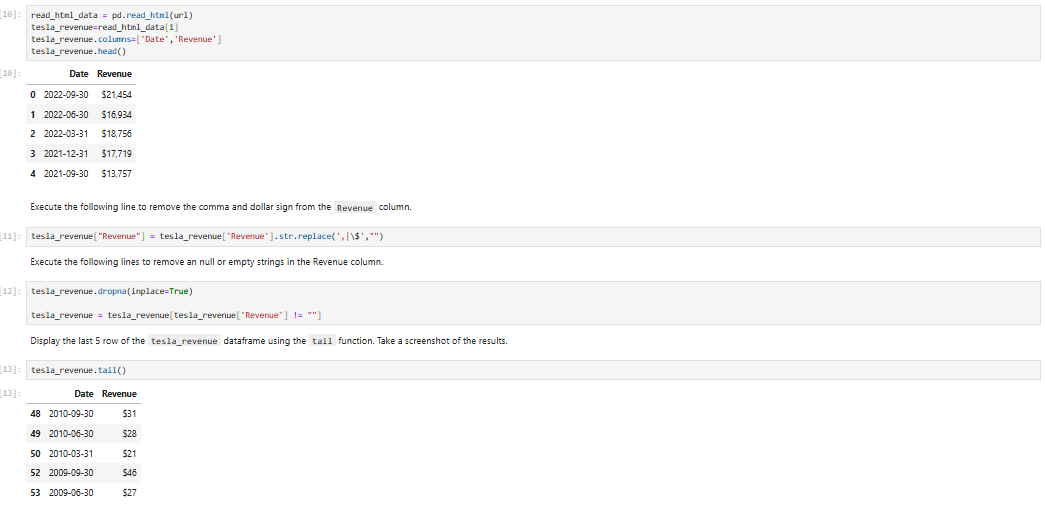 [10]: read_html_data = pd.read_html(url)
tesla_revenue=read_html_data[1]
tesla_revenue.columns=['Date','Revenue']
tesla_revenue.head()
[10]: Date Revenue
0 2022-09-30 $21,454
1 2022-06-30 $16,934
2 2022-03-31 $18,756
3 2021-12-31 $17,719
4 2021-09-30 $13,757
Execute the following line to remove the comma and dollar sign from the Revenue column.
[11]: tesla_revenue["Revenue"] = tesla_revenue['Revenue'].str.replace(',|\$',"")
Execute the following lines to remove an null or empty strings in the Revenue column.
[12]: tesla_revenue.dropna(inplace=True)
tesla_revenue = tesla_revenue[tesla_revenue['Revenue'] != ""]
Display the last 5 row of the tesla_revenue dataframe using the tail function. Take a screenshot of the results.
[13]: tesla_revenue.tail()
[13]: Date Revenue
48 2010-09-30 $31
49 2010-06-30 $28
50 2010-03-31 $21
52 2009-09-30 $46
53 2009-06-30 $27